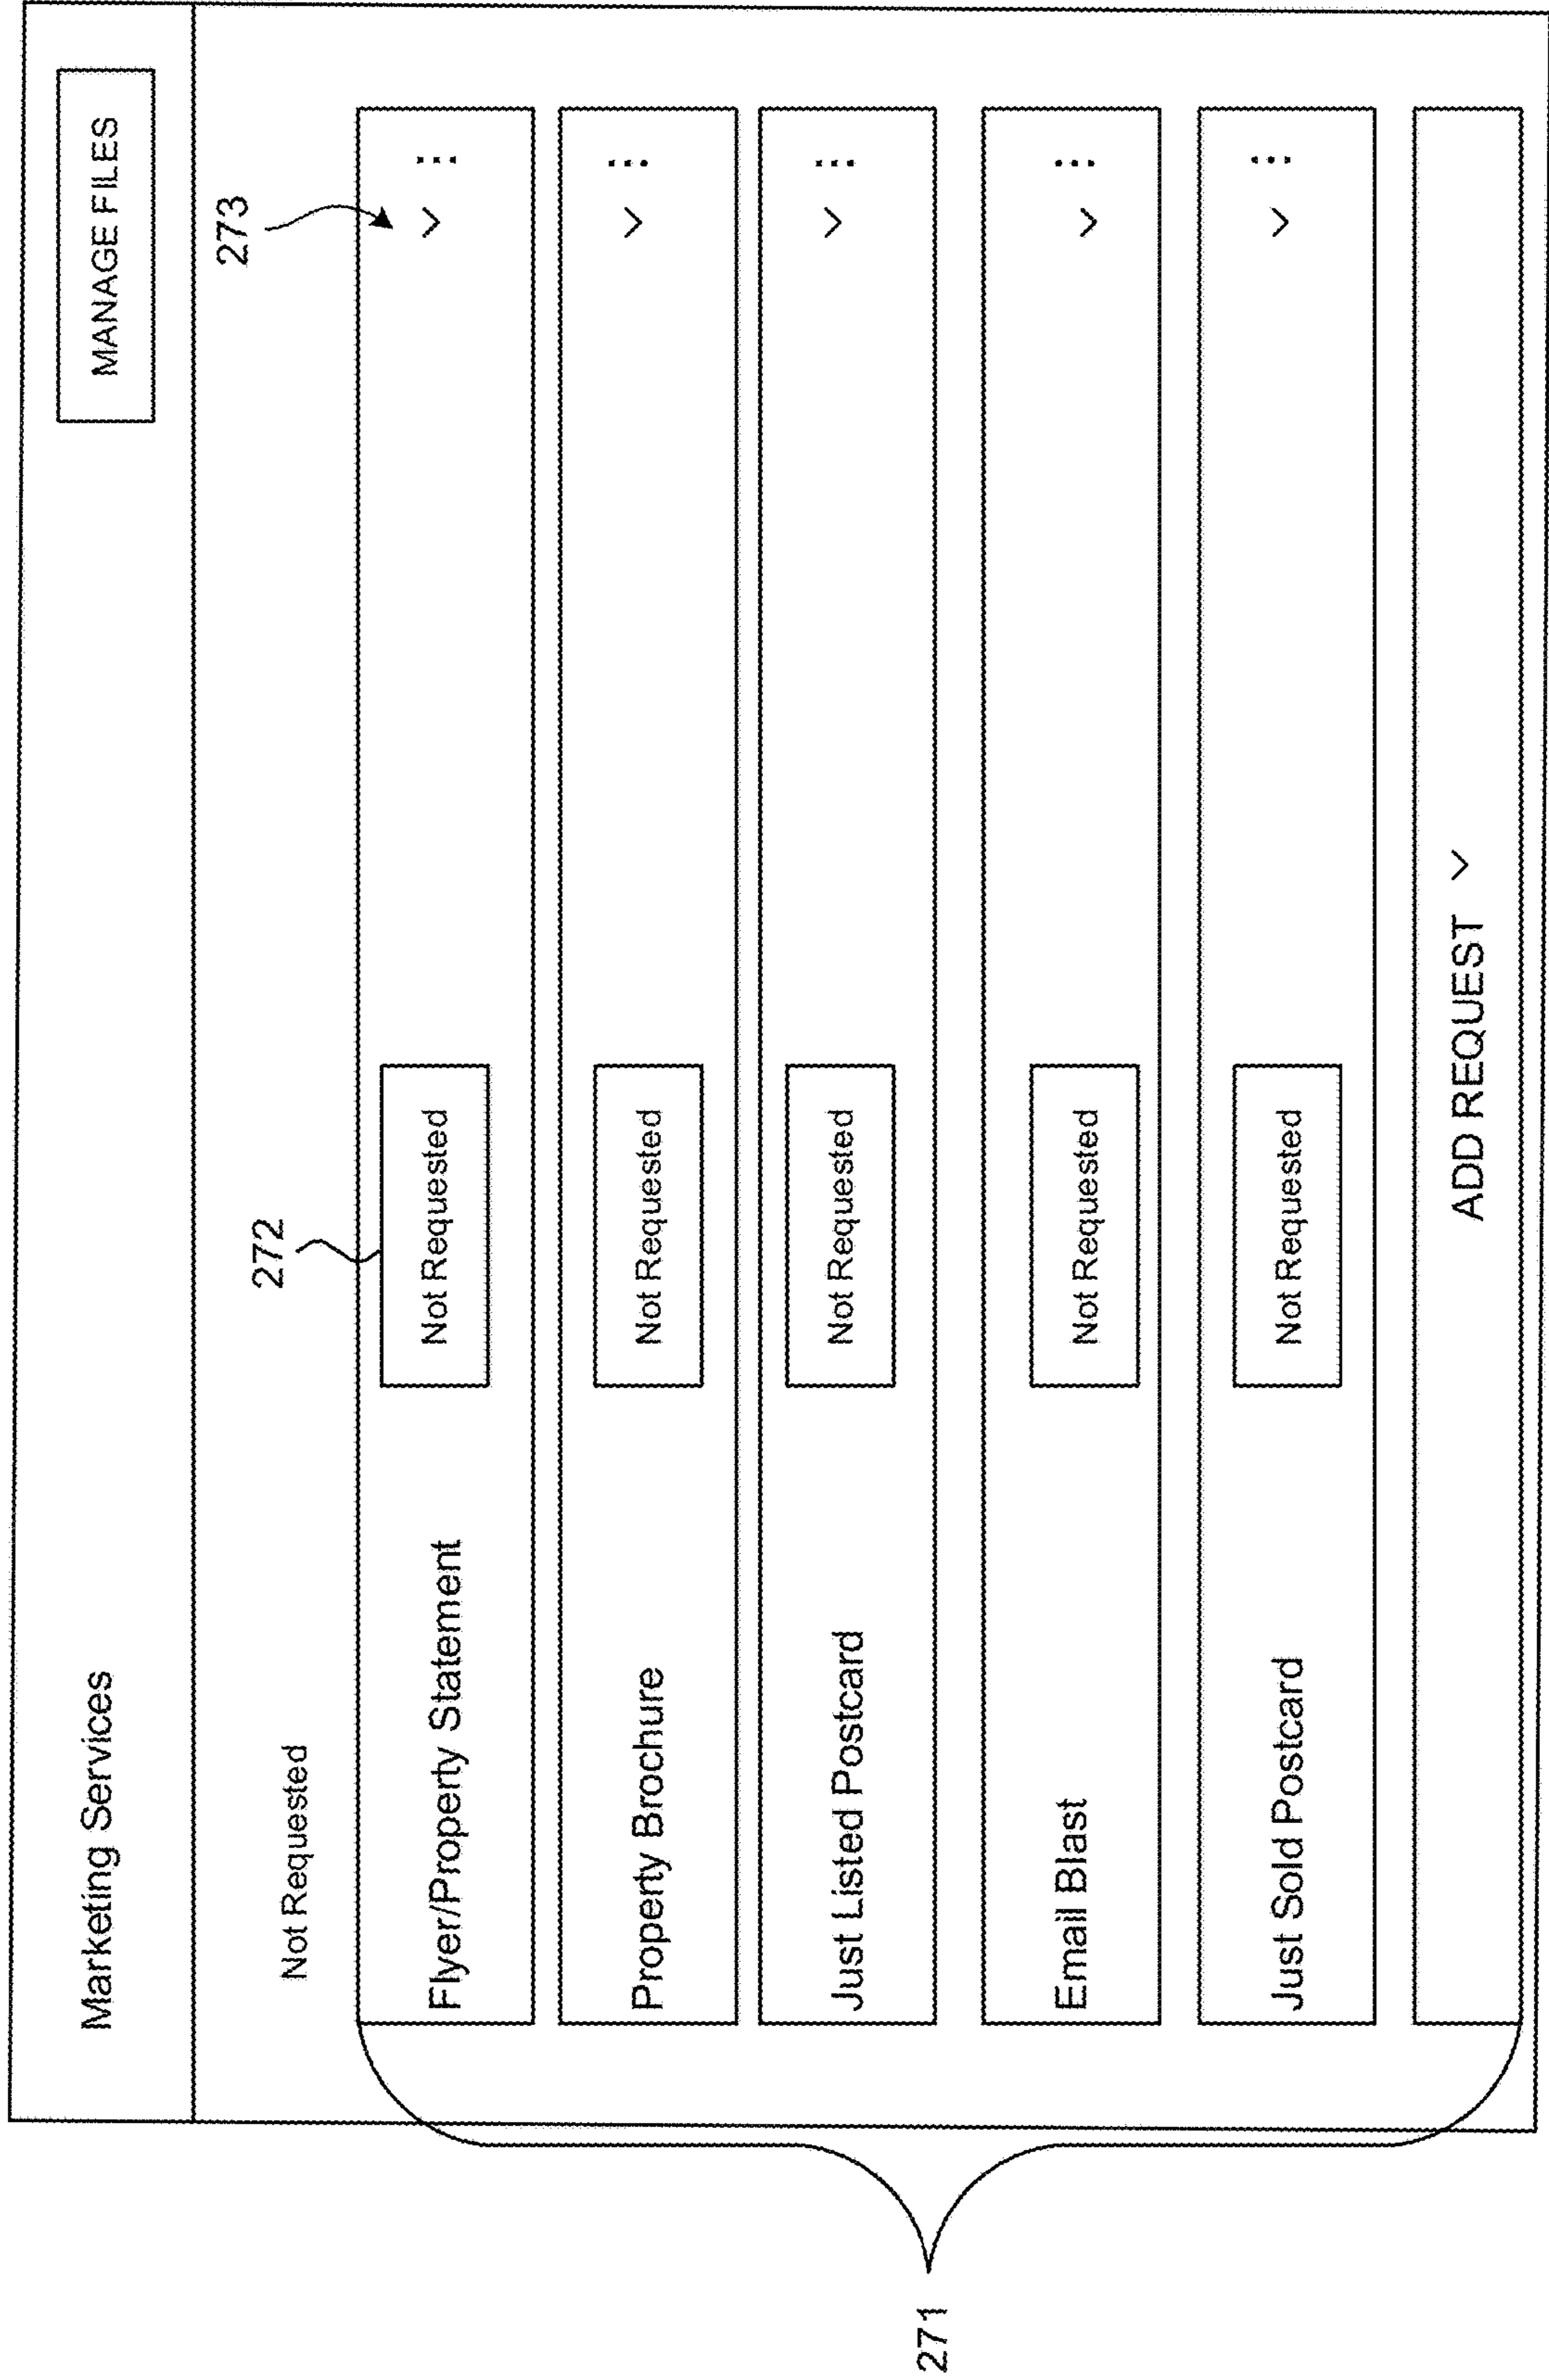 Marketing Services
MANAGE FILES
273
272
Not Requested
Flyer/Property Statement
Not Requested
Property Brochure
Not Requested
Just Listed Postcard
Not Requested
Email Blast
Not Requested
Just Sold Postcard
Not Requested
ADD REQUEST
271